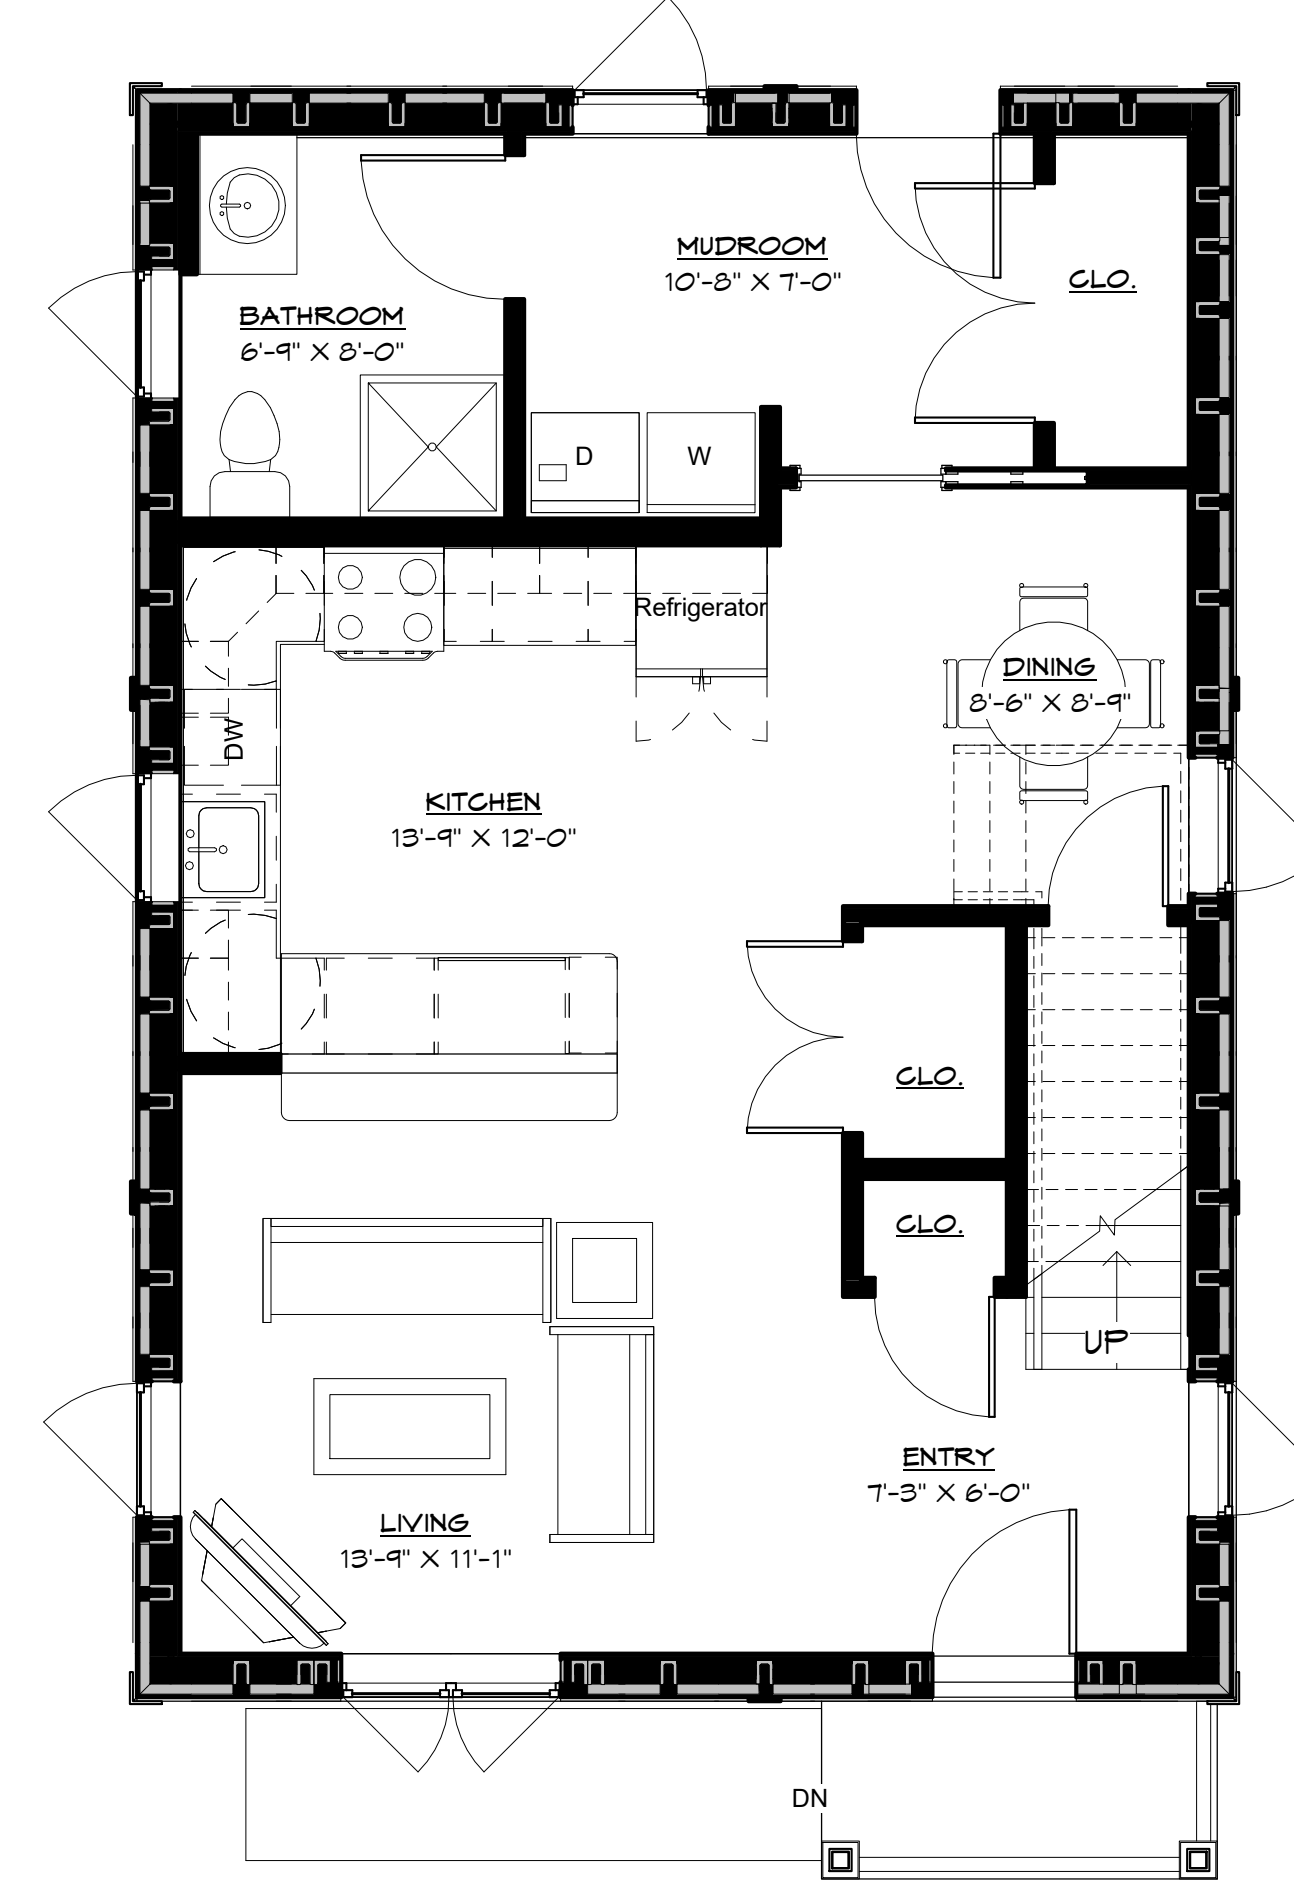 MUDROOM
10'-8" X 7'-0"
CLO.
BATHROOM
6'-9" X 8'-0"
D
W
Refrigerator
DINING
8'-6" X 8'-9"
DW
KITCHEN
13'-9" X 12'-0"
CLO.
CLO.
UP
ENTRY
7'-3" X 6'-0"
LIVING
13'-9" X 11'-1"
DN